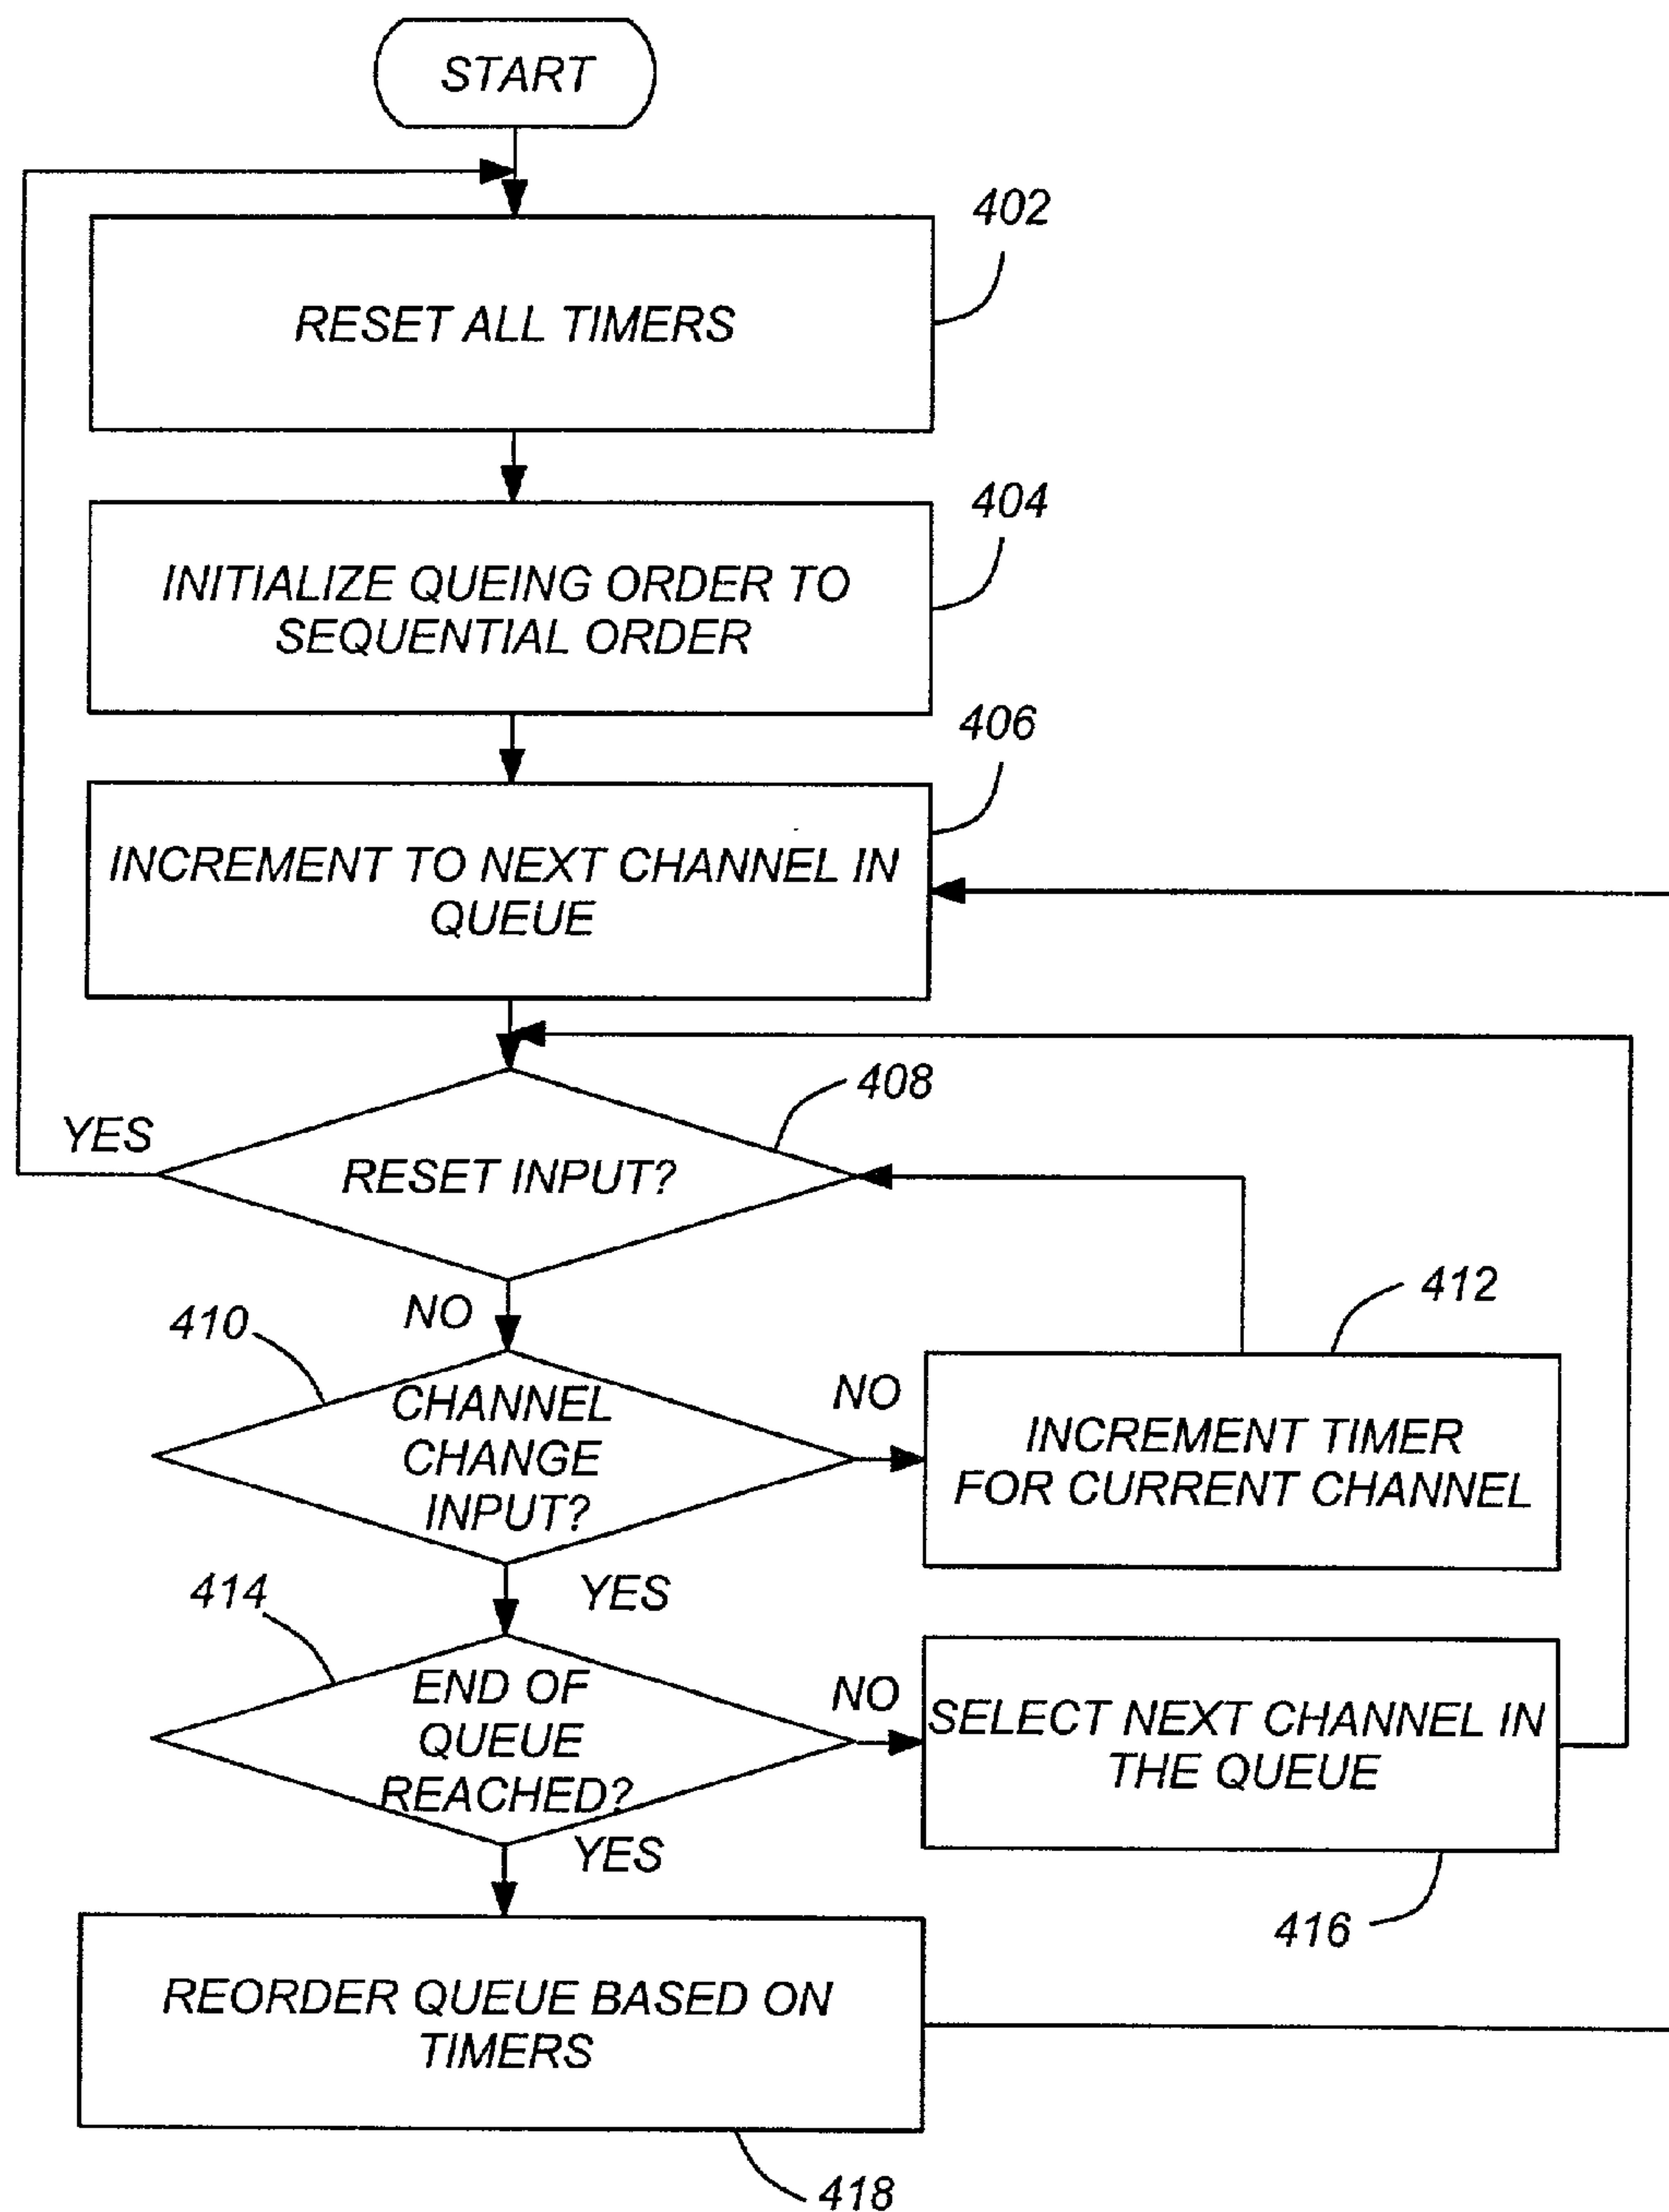 START
402
RESET ALL TIMERS
404
INITIALIZE QUEING ORDER TO
SEQUENTIAL ORDER
406
INCREMENT TO NEXT CHANNEL IN
QUEUE
408
YES
RESET INPUT?
NO
410
412
CHANNEL
CHANGE
INPUT?
NO
INCREMENT TIMER
FOR CURRENT CHANNEL
YES
414
END OF
QUEUE
REACHED?
NO
SELECT NEXT CHANNEL IN
THE QUEUE
YES
416
REORDER QUEUE BASED ON
TIMERS
418